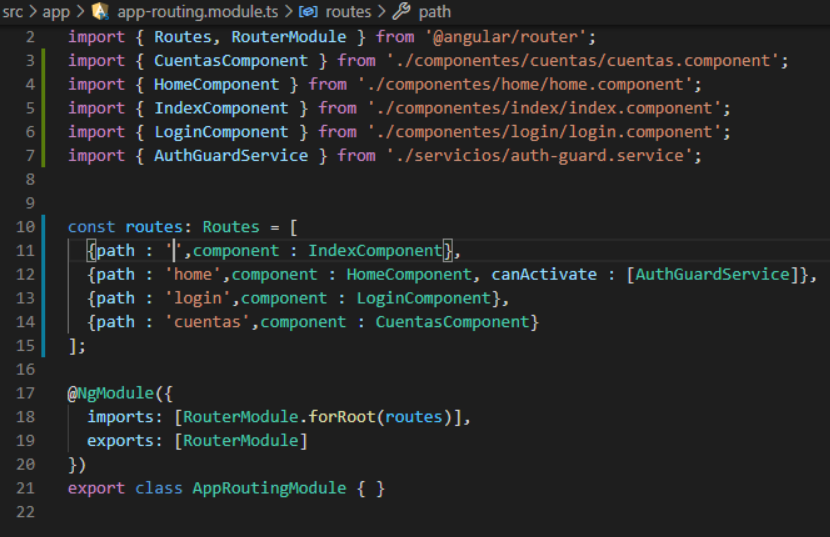 src > app > app-routing.module.ts > routes > path
2 import { Routes, RouterModule } from '@angular/router';
3 import { CuentasComponent } from './componentes/cuentas/cuentas.component';
4 import { HomeComponent } from './componentes/home/home.component';
5 import { IndexComponent } from './componentes/index/index.component';
6 import { LoginComponent } from './componentes/login/login.component';
7 import { AuthGuardService } from './servicios/auth-guard.service';
8
9
10 const routes: Routes = [
11   {path : '',component : IndexComponent},
12   {path : 'home',component : HomeComponent, canActivate : [AuthGuardService]},
13   {path : 'login',component : LoginComponent},
14   {path : 'cuentas',component : CuentasComponent}
15 ];
16
17 @NgModule({
18   imports: [RouterModule.forRoot(routes)],
19   exports: [RouterModule]
20 })
21 export class AppRoutingModule { }
22